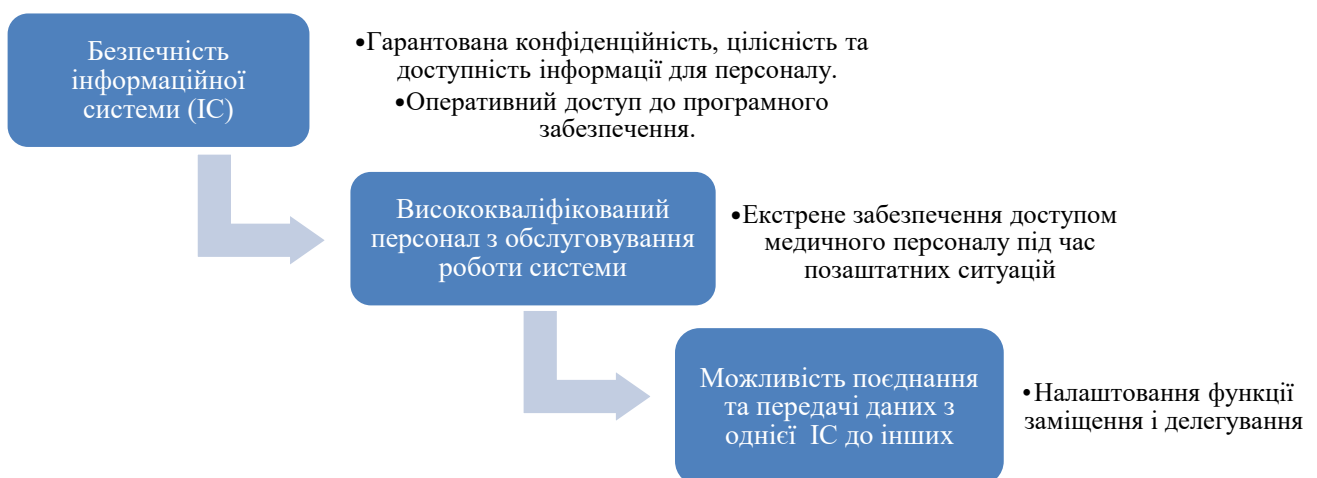 Безпечність
інформаційної
системи (ІС)
•Гарантована конфіденційність, цілісність та
доступність інформації для персоналу.
•Оперативний доступ до програмного
забезпечення.
Висококваліфікований
персонал з обслуговування
роботи системи
•Екстрене забезпечення доступом
медичного персоналу під час
позаштатних ситуацій
Можливість поєднання
та передачі даних з
однієї ІС до інших
•Налаштовання функції
заміщення і делегування